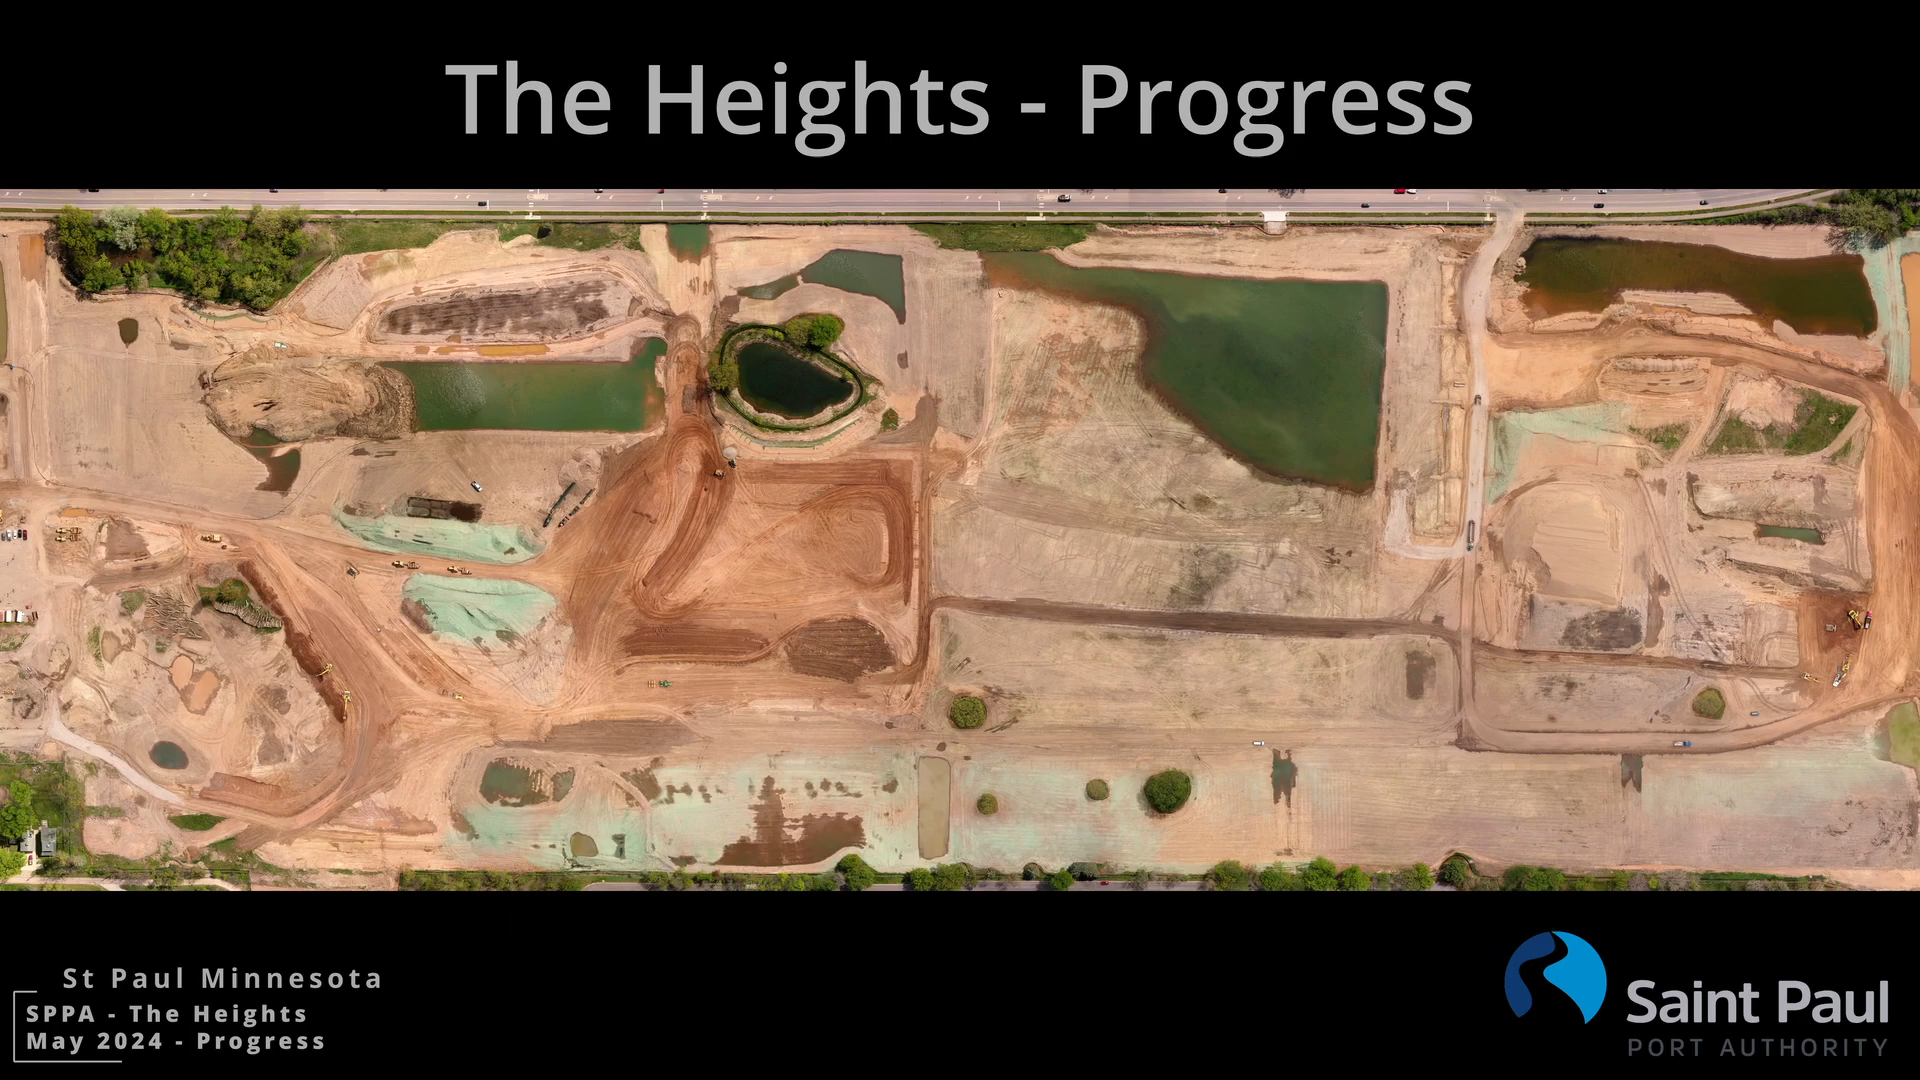 The Heights - Progress
St Paul Minnesota
SPPA - The Heights
May 2024 - Progress
Saint Paul
PORT AUTHORITY